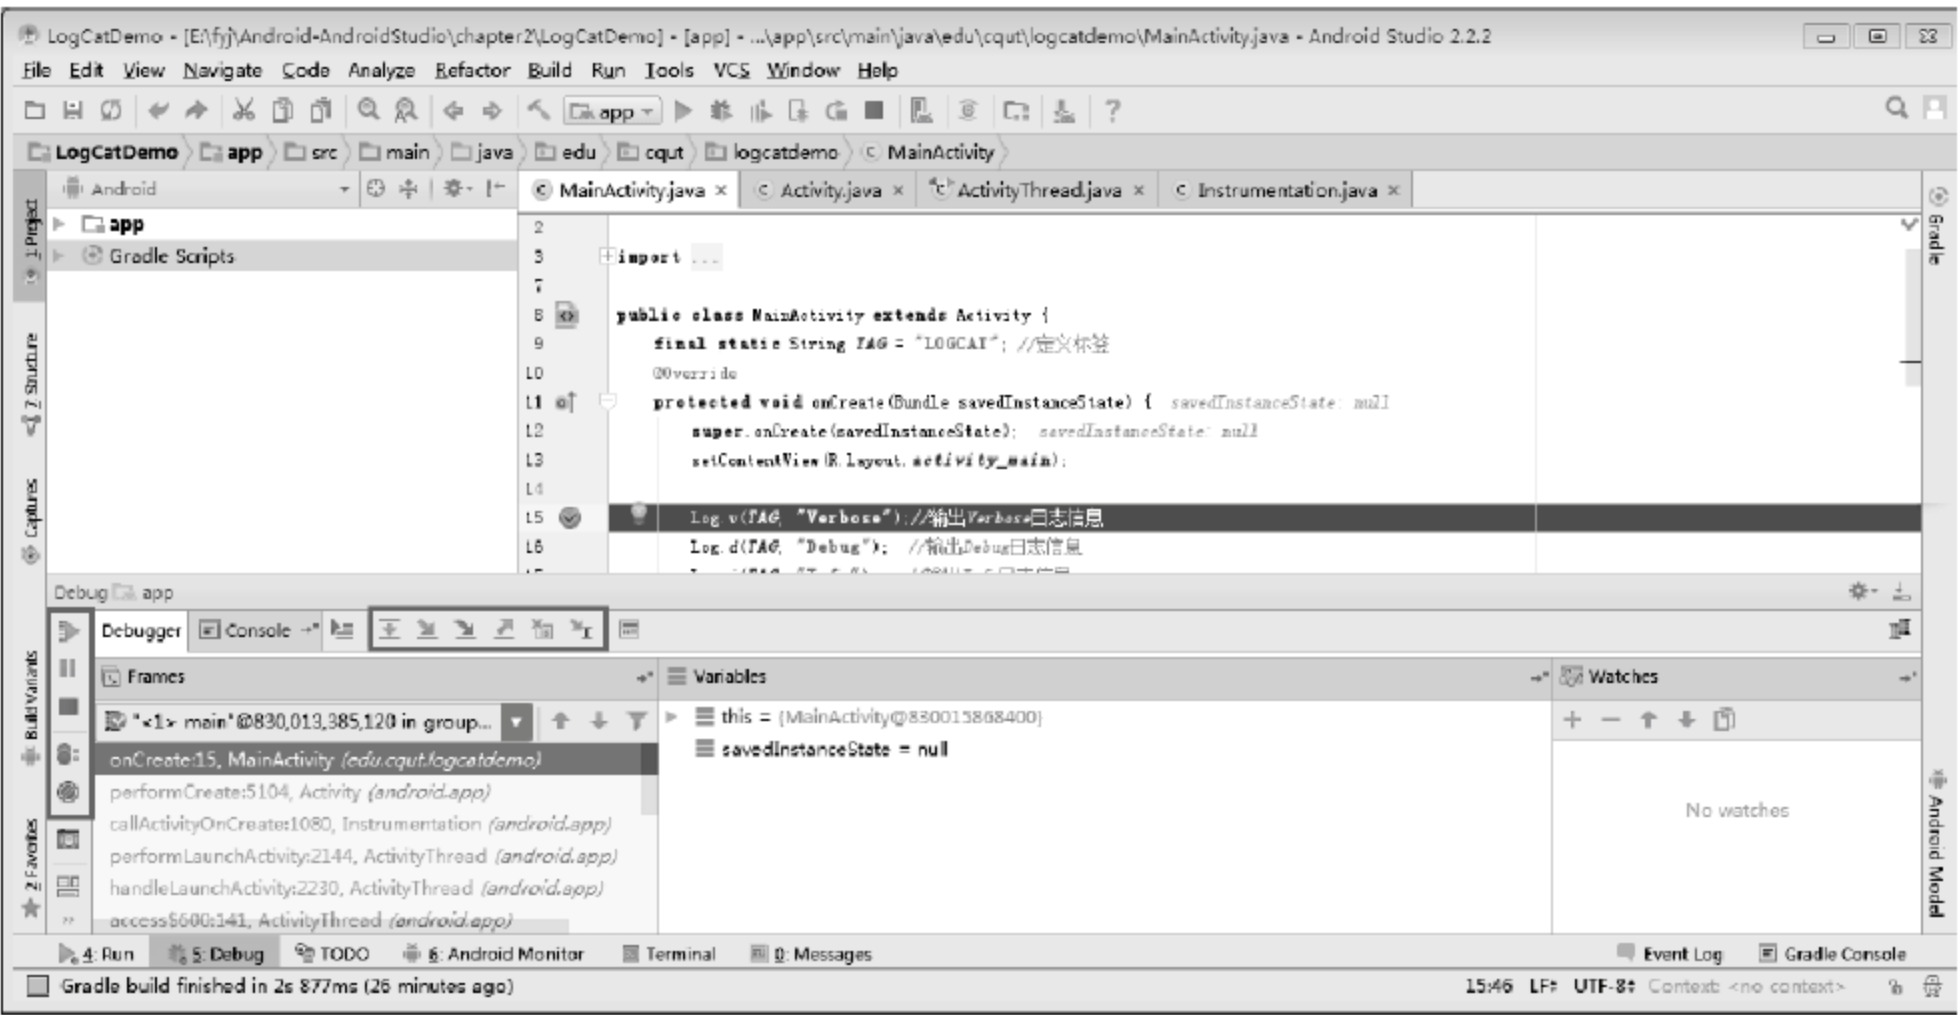 LogCatDemo - [E:\fyj\Android-AndroidStudio\chapter2\LogCatDemo] - [app] - ...\app\src\main\java\edu\cqut\logcatdemo\MainActivity.java - Android Studio 2.2.2
File Edit View Navigate Code Analyze Refactor Build Run Tools VCS Window Help
app
LogCatDemo app src main java edu cqut logcatdemo MainActivity
Android
MainActivity.java × Activity.java × ActivityThread.java × Instrumentation.java ×
1: Project
app
Gradle Scripts
7: Structure
Captures
Build Variants
2: Favorites
Gradle
Android Model
2
3 import ...
7
8 public class MainActivity extends Activity {
9 final static String TAG = "LOGCAT"; //定义标签
10 @Override
11 protected void onCreate(Bundle savedInstanceState) { savedInstanceState: null
12 super.onCreate(savedInstanceState); savedInstanceState: null
13 setContentView(R.layout.activity_main);
14
15 Log.v(TAG, "Verbose");//输出Verbose日志信息
16 Log.d(TAG, "Debug"); //输出Debug日志信息
Debug app
Debugger Console
Frames
Variables
Watches
"<1> main"@830,013,385,120 in group...
onCreate:15, MainActivity (edu.cqut.logcatdemo)
performCreate:5104, Activity (android.app)
callActivityOnCreate:1080, Instrumentation (android.app)
performLaunchActivity:2144, ActivityThread (android.app)
handleLaunchActivity:2230, ActivityThread (android.app)
access$600:141, ActivityThread (android.app)
this = {MainActivity@830015868400}
savedInstanceState = null
No watches
4: Run 5: Debug TODO 6: Android Monitor Terminal 0: Messages Event Log Gradle Console
Gradle build finished in 2s 877ms (26 minutes ago) 15:46 LF÷ UTF-8÷ Context: <no context>